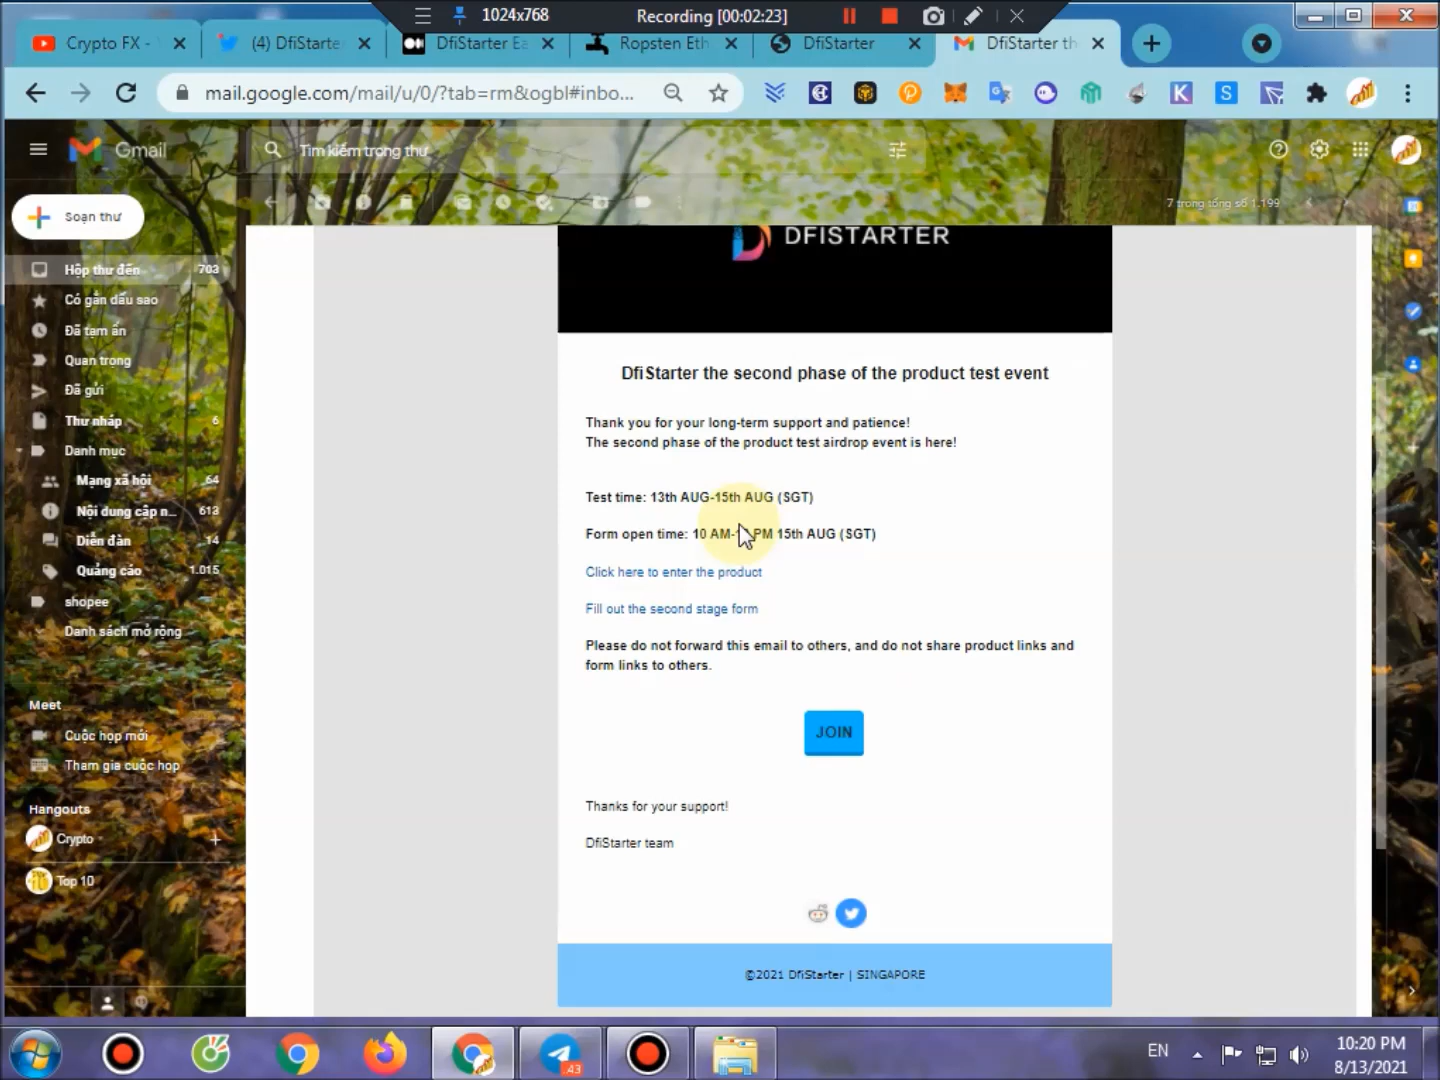 1024x768
Recording [00:02:23]
Crypto FX -
(4) DfiStarte
DfiStarter Ea
Ropsten Eth
DfiStarter
DfiStarter th
mail.google.com/mail/u/0/?tab=rm&ogbl#inbo...
Gmail
Tìm kiếm trong thư
Soạn thư
7 trong tổng số 1.199
Hộp thư đến 703
Có gắn dấu sao
Đã tạm ẩn
Quan trọng
Đã gửi
Thư nháp 6
Danh mục
Mạng xã hội 64
Nội dung cập n... 613
Diễn đàn 14
Quảng cáo 1.015
shopee
Danh sách mở rộng
Meet
Cuộc họp mới
Tham gia cuộc họp
Hangouts
Crypto
Top 10
DFISTARTER
DfiStarter the second phase of the product test event
Thank you for your long-term support and patience!
The second phase of the product test airdrop event is here!
Test time: 13th AUG-15th AUG (SGT)
Form open time: 10 AM- PM 15th AUG (SGT)
Click here to enter the product
Fill out the second stage form
Please do not forward this email to others, and do not share product links and
form links to others.
JOIN
Thanks for your support!
DfiStarter team
©2021 DfiStarter | SINGAPORE
43
EN
10:20 PM
8/13/2021